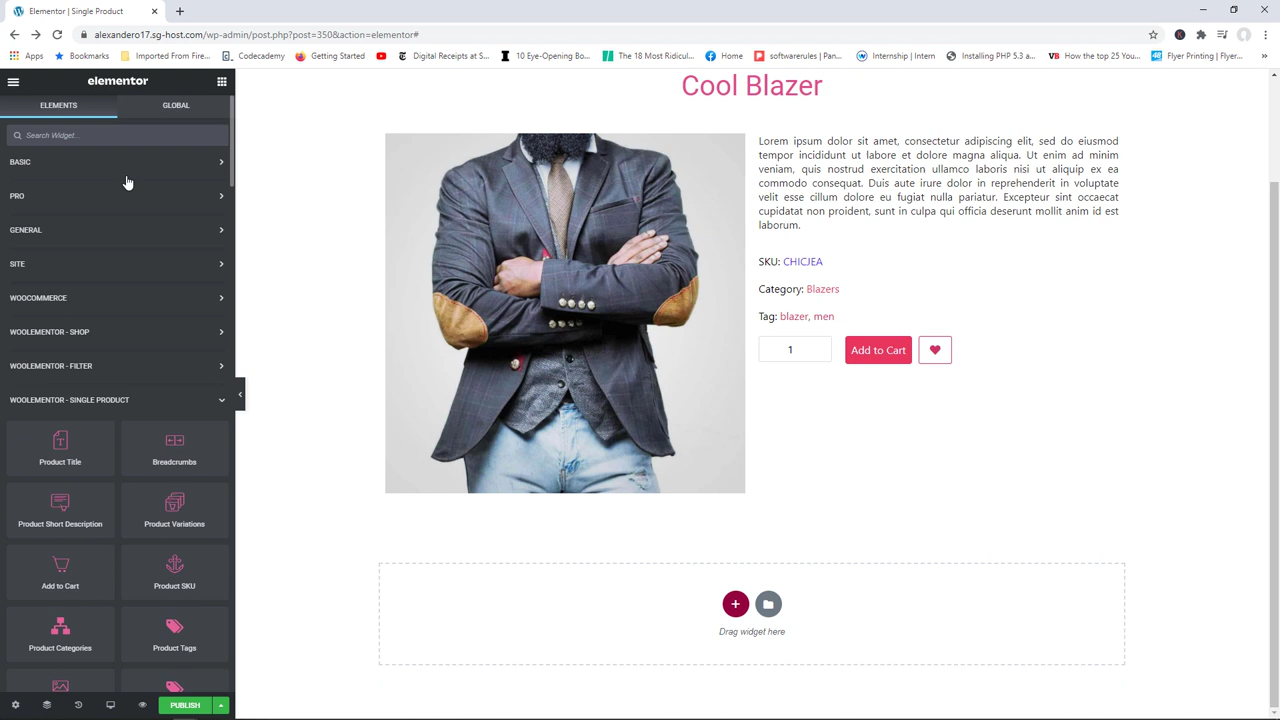 Elementor | Single Product
alexandero17.sg-host.com/wp-admin/post.php?post=350&action=elementor#
Apps
Bookmarks
Imported From Fire...
Codecademy
Getting Started
Digital Receipts at S...
10 Eye-Opening Bo...
The 18 Most Ridicul...
Home
softwarerules | Pan...
Internship | Intern
Installing PHP 5.3 a...
How the top 25 You...
Flyer Printing | Flyer...
elementor
ELEMENTS
GLOBAL
Search Widget...
BASIC
PRO
GENERAL
SITE
WOOCOMMERCE
WOOLEMENTOR - SHOP
WOOLEMENTOR - FILTER
WOOLEMENTOR - SINGLE PRODUCT
Product Title
Breadcrumbs
Product Short Description
Product Variations
Add to Cart
Product SKU
Product Categories
Product Tags
PUBLISH
Cool Blazer
Lorem ipsum dolor sit amet, consectetur adipiscing elit, sed do eiusmod
tempor incididunt ut labore et dolore magna aliqua. Ut enim ad minim
veniam, quis nostrud exercitation ullamco laboris nisi ut aliquip ex ea
commodo consequat. Duis aute irure dolor in reprehenderit in voluptate
velit esse cillum dolore eu fugiat nulla pariatur. Excepteur sint occaecat
cupidatat non proident, sunt in culpa qui officia deserunt mollit anim id est
laborum.
SKU: CHICJEA
Category: Blazers
Tag: blazer, men
1
Add to Cart
Drag widget here